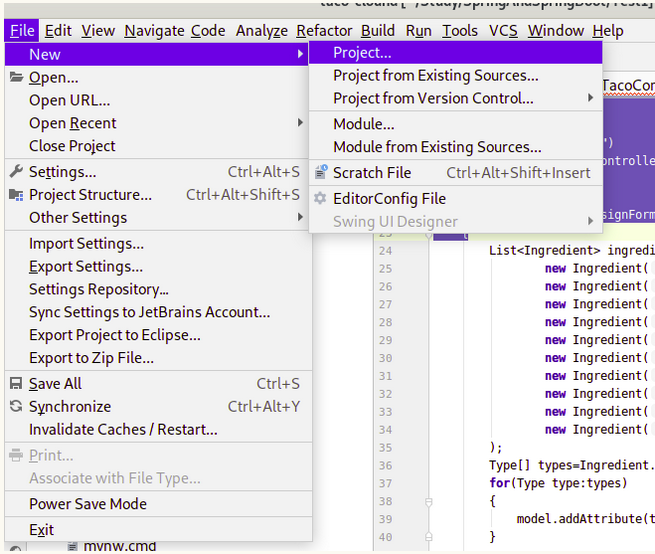 File Edit View Navigate Code Analyze Refactor Build Run Tools VCS Window Help
New
Open...
Open URL...
Open Recent
Close Project
Settings... Ctrl+Alt+S
Project Structure... Ctrl+Alt+Shift+S
Other Settings
Import Settings...
Export Settings...
Settings Repository...
Sync Settings to JetBrains Account...
Export Project to Eclipse...
Export to Zip File...
Save All Ctrl+S
Synchronize Ctrl+Alt+Y
Invalidate Caches / Restart...
Print...
Associate with File Type...
Power Save Mode
Exit
mvnw.cmd
Project...
Project from Existing Sources...
Project from Version Control...
Module...
Module from Existing Sources...
Scratch File Ctrl+Alt+Shift+Insert
EditorConfig File
Swing UI Designer
TacoCon
")
ontrolle
signForm
23 {
24 List<Ingredient> ingredi
25 new Ingredient(
26 new Ingredient(
27 new Ingredient(
28 new Ingredient(
29 new Ingredient(
30 new Ingredient(
31 new Ingredient(
32 new Ingredient(
33 new Ingredient(
34 new Ingredient(
35 );
36 Type[] types=Ingredient.
37 for(Type type:types)
38 {
39 model.addAttribute(t
40 }